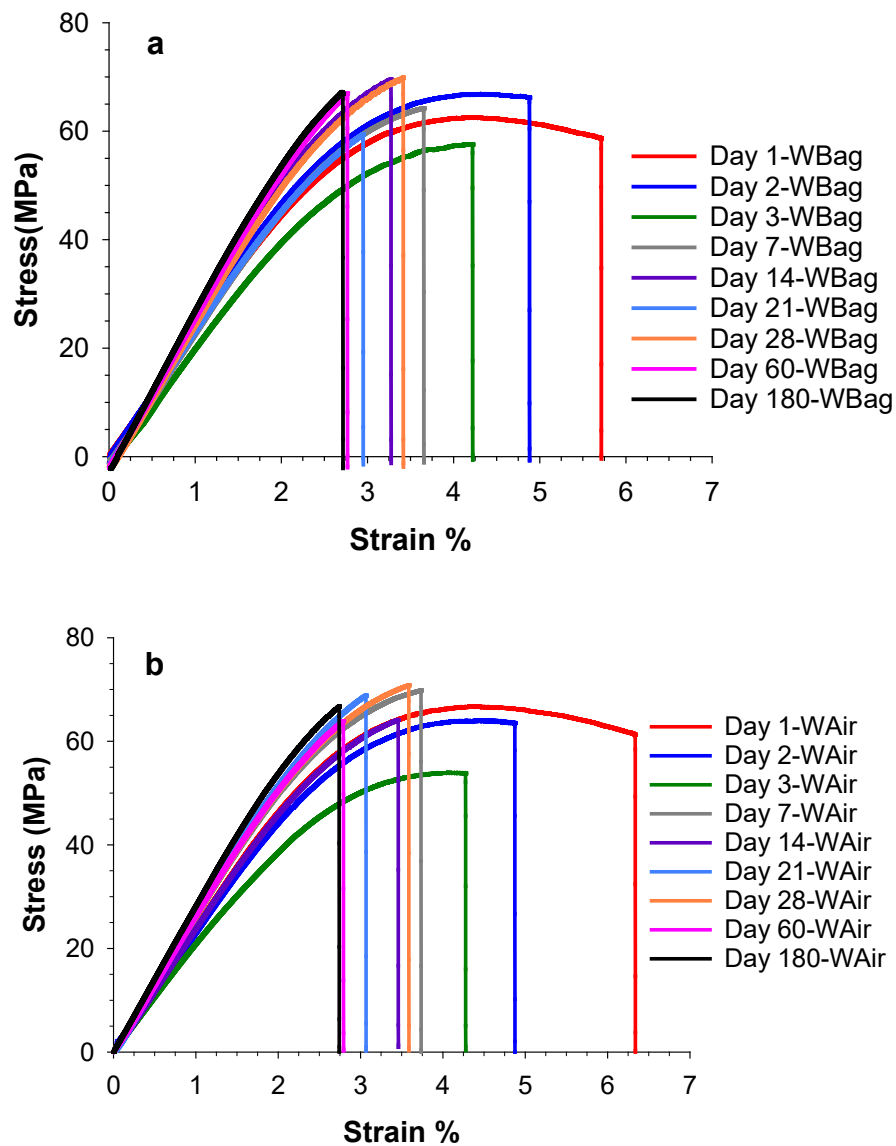 a
80
60
40
20
0
Stress(MPa)
0 1 2 3 4 5 6 7
Strain %
Day 1-WBag
Day 2-WBag
Day 3-WBag
Day 7-WBag
Day 14-WBag
Day 21-WBag
Day 28-WBag
Day 60-WBag
Day 180-WBag
b
80
60
40
20
0
Stress (MPa)
0 1 2 3 4 5 6 7
Strain %
Day 1-WAir
Day 2-WAir
Day 3-WAir
Day 7-WAir
Day 14-WAir
Day 21-WAir
Day 28-WAir
Day 60-WAir
Day 180-WAir